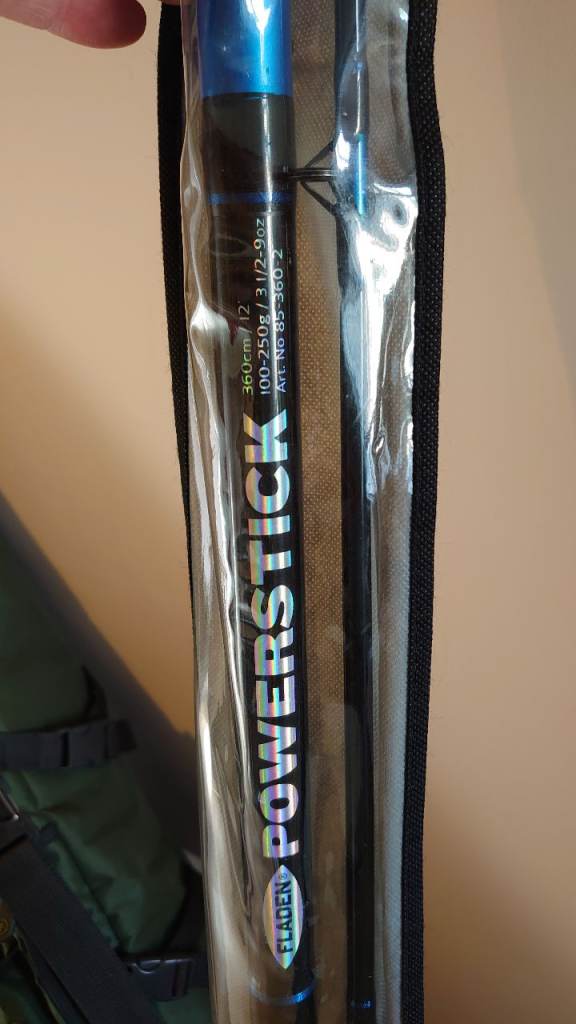 FLADEN® POWERSTICK
360cm / 12'
100-250g / 3 1/2-9oz
Art. No 85-360-2